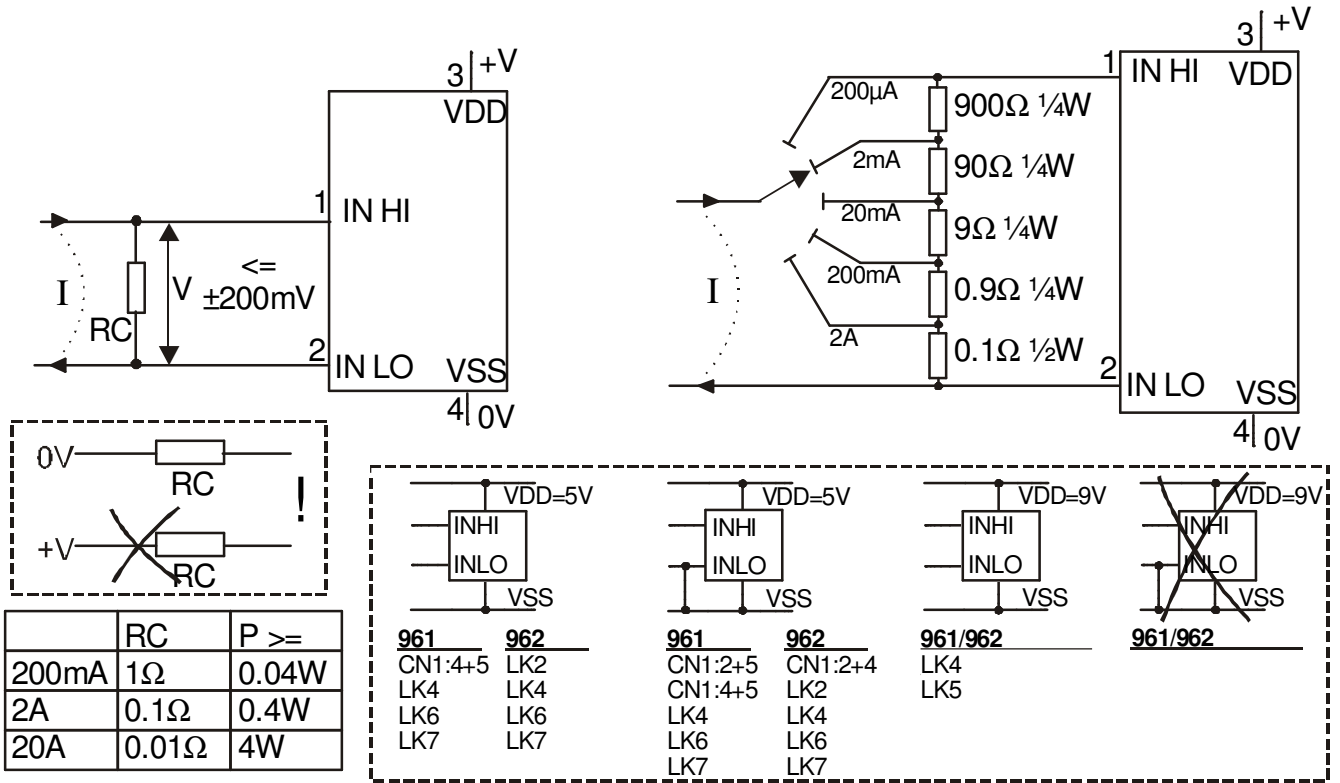 3 +V
VDD
1 IN HI
I
RC
V
<=
±200mV
2
IN LO VSS
4 0V
3 +V
1 IN HI VDD
200µA
900Ω ¼W
2mA
90Ω ¼W
20mA
9Ω ¼W
200mA
0.9Ω ¼W
I
2A
0.1Ω ½W
2 IN LO VSS
4 0V
0V
RC
!
+V
RC
RC P >=
200mA 1Ω 0.04W
2A 0.1Ω 0.4W
20A 0.01Ω 4W
VDD=5V
INHI
INLO
VSS
961 962
CN1:4+5 LK2
LK4 LK4
LK6 LK6
LK7 LK7
VDD=5V
INHI
INLO
VSS
961 962
CN1:2+5 CN1:2+4
CN1:4+5 LK2
LK4 LK4
LK6 LK6
LK7 LK7
VDD=9V
INHI
INLO
VSS
961/962
LK4
LK5
VDD=9V
INHI
INLO
VSS
961/962